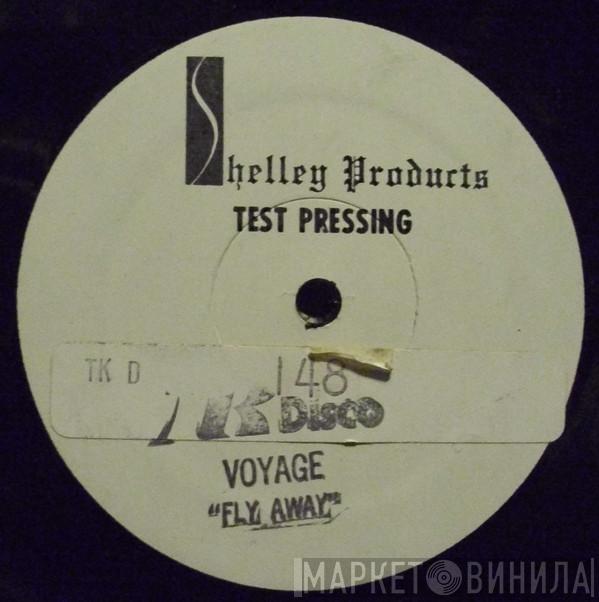 Shelley Products
TEST PRESSING
TK D 148
TK Disco
VOYAGE
"FLY AWAY"
МАРКЕТ ВИНИЛА